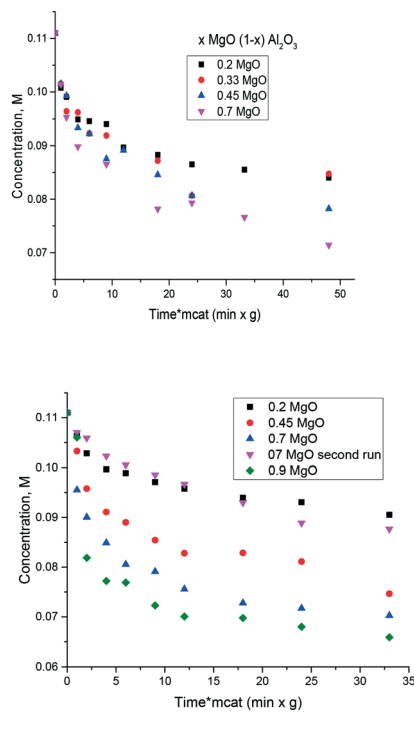 0.11
0.10
0.09
0.08
0.07
Concentration, M
x MgO (1-x) Al₂O₃
0.2 MgO
0.33 MgO
0.45 MgO
0.7 MgO
0 10 20 30 40 50
Time*mcat (min x g)
0.11
0.10
0.09
0.08
0.07
0.06
Concentration, M
0.2 MgO
0.45 MgO
0.7 MgO
07 MgO second run
0.9 MgO
0 5 10 15 20 25 30 35
Time*mcat (min x g)